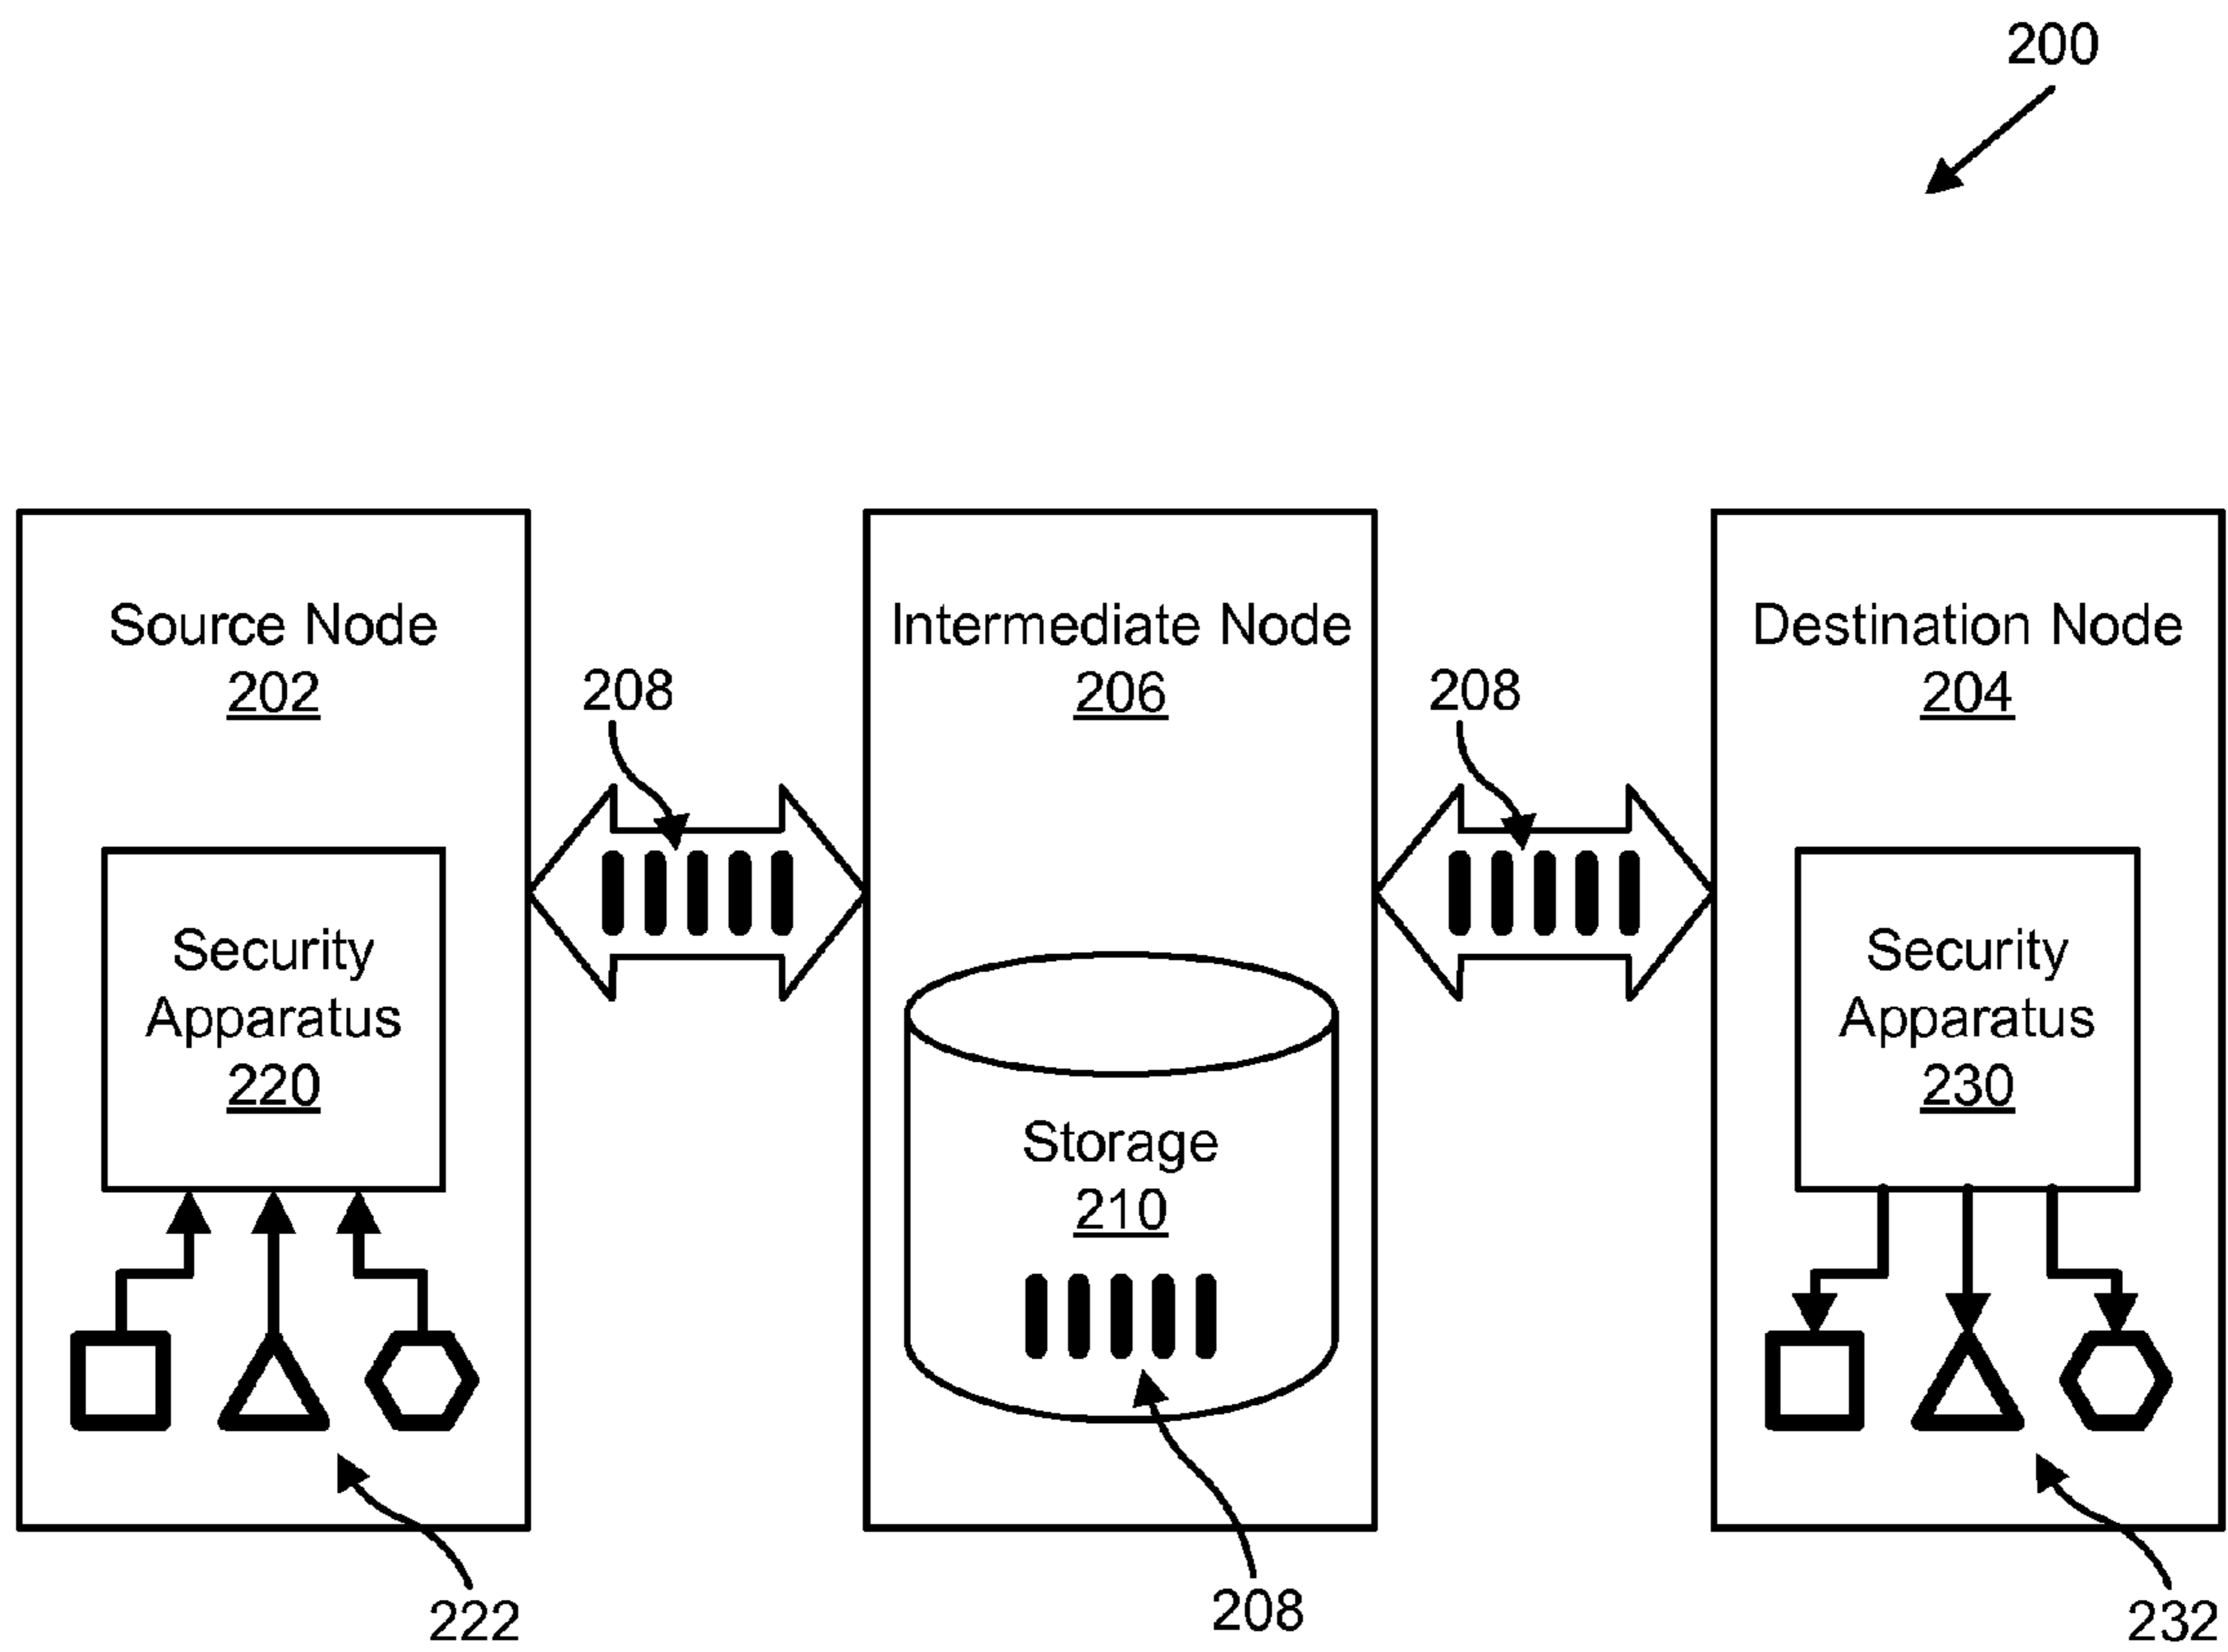 200
Source Node
202
208
Intermediate Node
206
208
Destination Node
204
Security
Apparatus
220
Storage
210
Security
Apparatus
230
222
208
232